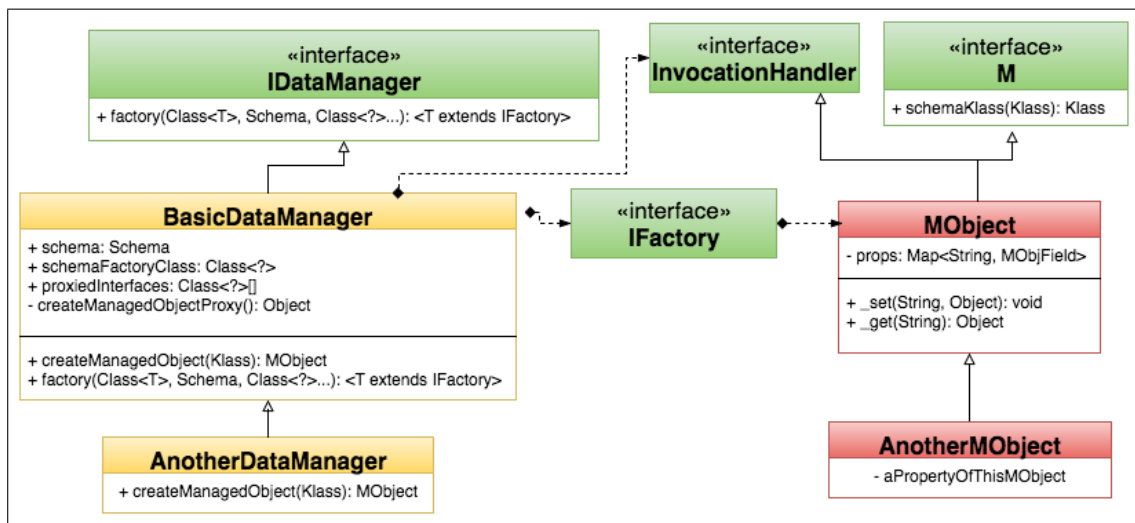 «interface»
IDataManager
+ factory(Class<T>, Schema, Class<?>...): <T extends IFactory>
«interface»
InvocationHandler
«interface»
M
+ schemaKlass(Klass): Klass
BasicDataManager
+ schema: Schema
+ schemaFactoryClass: Class<?>
+ proxiedInterfaces: Class<?>[]
- createManagedObjectProxy(): Object
+ createManagedObject(Klass): MObject
+ factory(Class<T>, Schema, Class<?>...): <T extends IFactory>
«interface»
IFactory
MObject
- props: Map<String, MObjField>
+ _set(String, Object): void
+ _get(String): Object
AnotherDataManager
+ createManagedObject(Klass): MObject
AnotherMObject
- aPropertyOfThisMObject